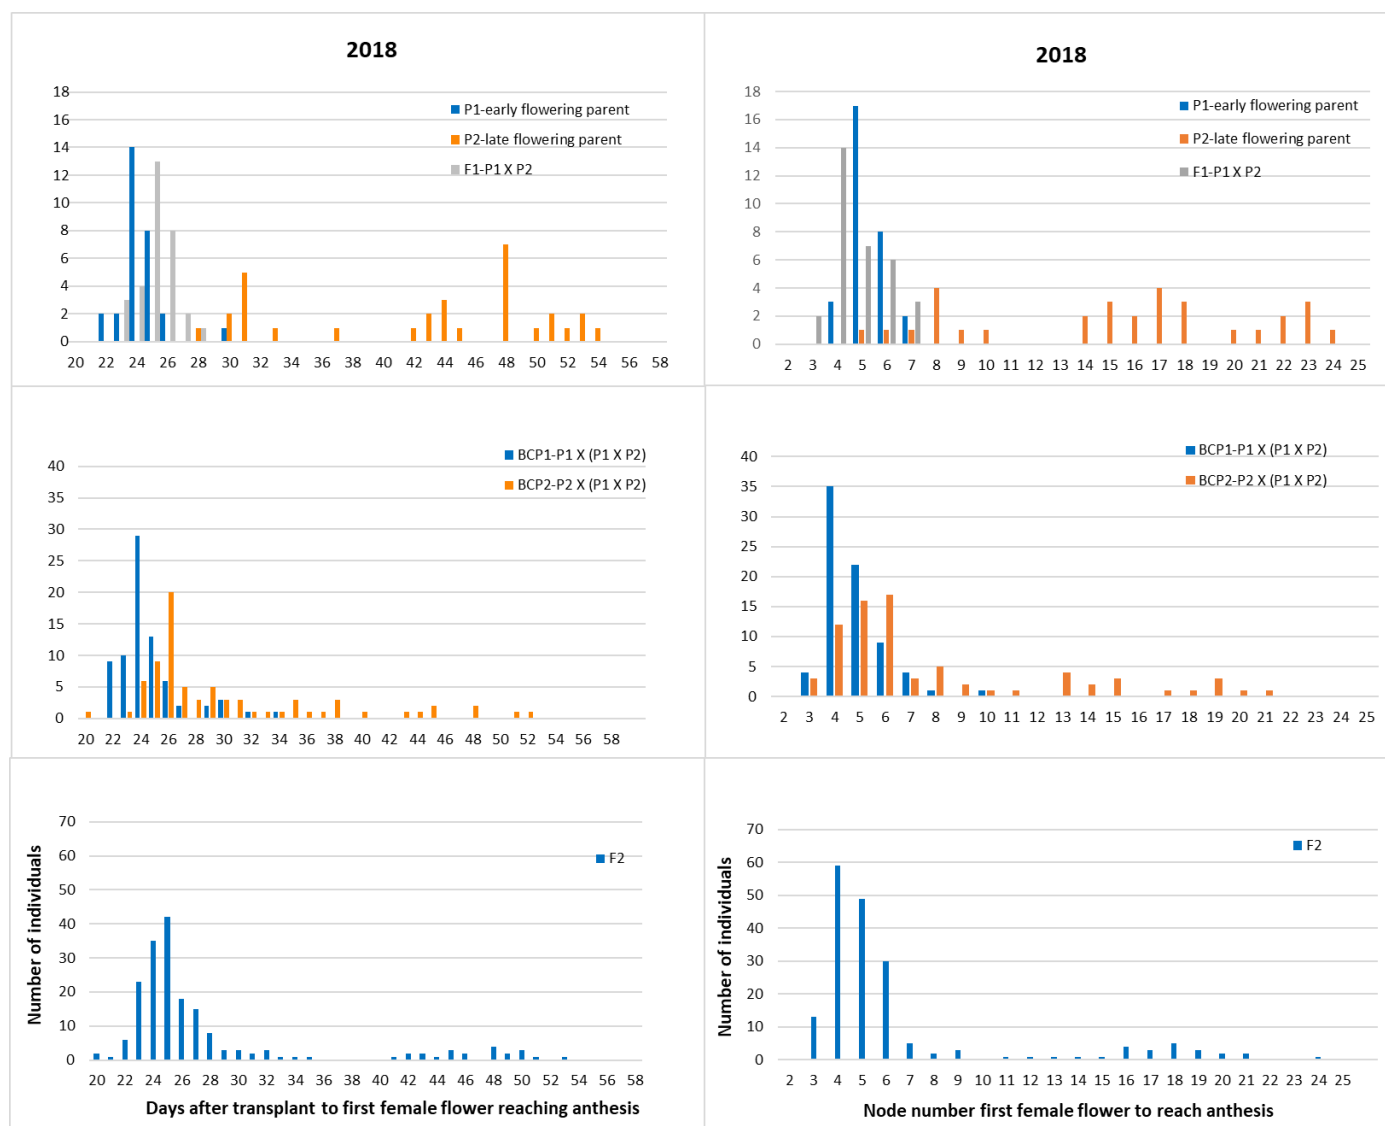 2018
18
16
14
12
10
8
6
4
2
0
P1-early flowering parent
P2-late flowering parent
F1-P1 X P2
20 22 24 26 28 30 32 34 36 38 40 42 44 46 48 50 52 54 56 58
2018
18
16
14
12
10
8
6
4
2
0
P1-early flowering parent
P2-late flowering parent
F1-P1 X P2
2 3 4 5 6 7 8 9 10 11 12 13 14 15 16 17 18 19 20 21 22 23 24 25
40
35
30
25
20
15
10
5
0
BCP1-P1 X (P1 X P2)
BCP2-P2 X (P1 X P2)
20 22 24 26 28 30 32 34 36 38 40 42 44 46 48 50 52 54 56 58
40
35
30
25
20
15
10
5
0
BCP1-P1 X (P1 X P2)
BCP2-P2 X (P1 X P2)
2 3 4 5 6 7 8 9 10 11 12 13 14 15 16 17 18 19 20 21 22 23 24 25
Number of individuals
70
60
50
40
30
20
10
0
F2
20 22 24 26 28 30 32 34 36 38 40 42 44 46 48 50 52 54 56 58
Days after transplant to first female flower reaching anthesis
Number of individuals
70
60
50
40
30
20
10
0
F2
2 3 4 5 6 7 8 9 10 11 12 13 14 15 16 17 18 19 20 21 22 23 24 25
Node number first female flower to reach anthesis